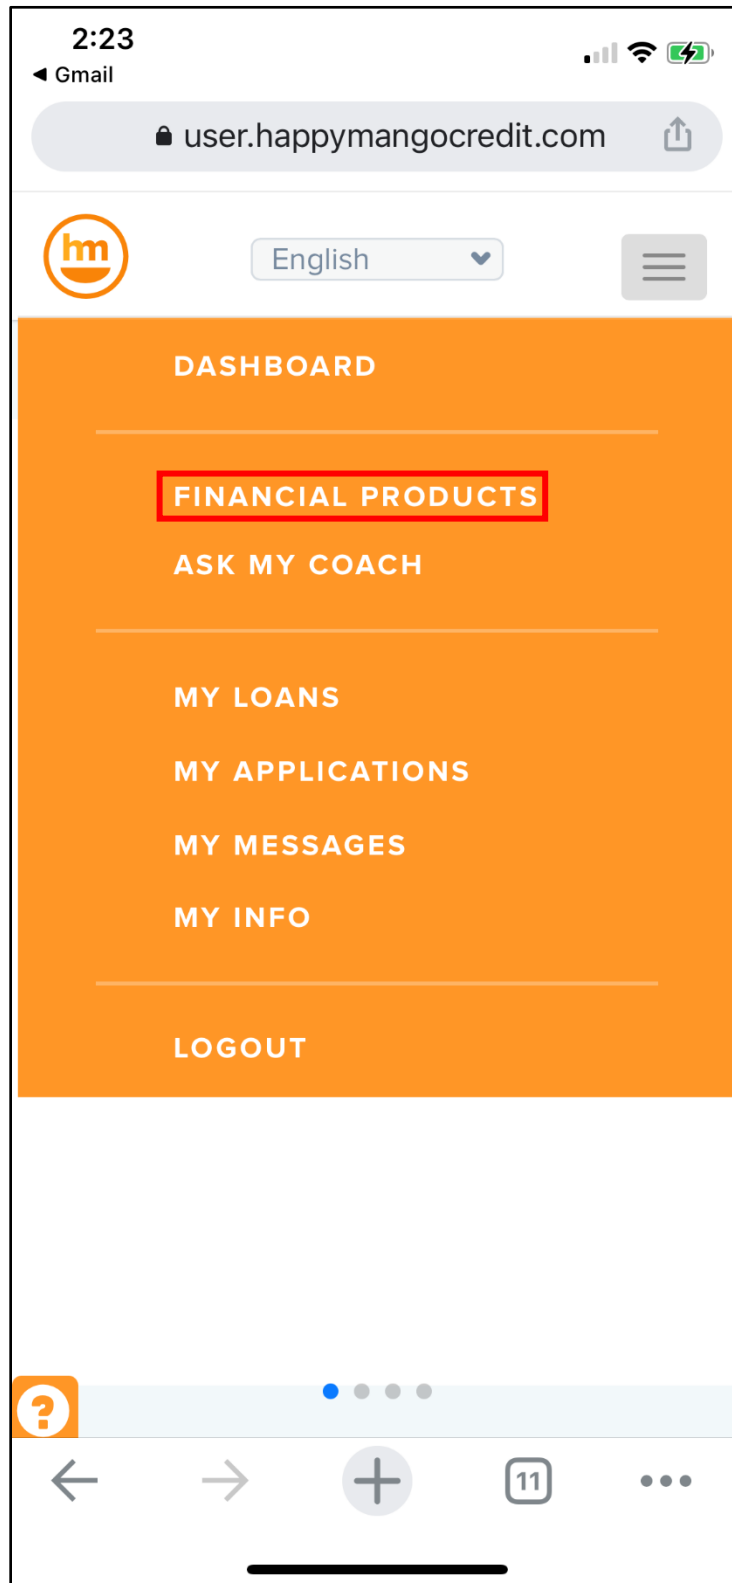 2:23
◀ Gmail
user.happymangocredit.com
hm
English
DASHBOARD
FINANCIAL PRODUCTS
ASK MY COACH
MY LOANS
MY APPLICATIONS
MY MESSAGES
MY INFO
LOGOUT
?
11